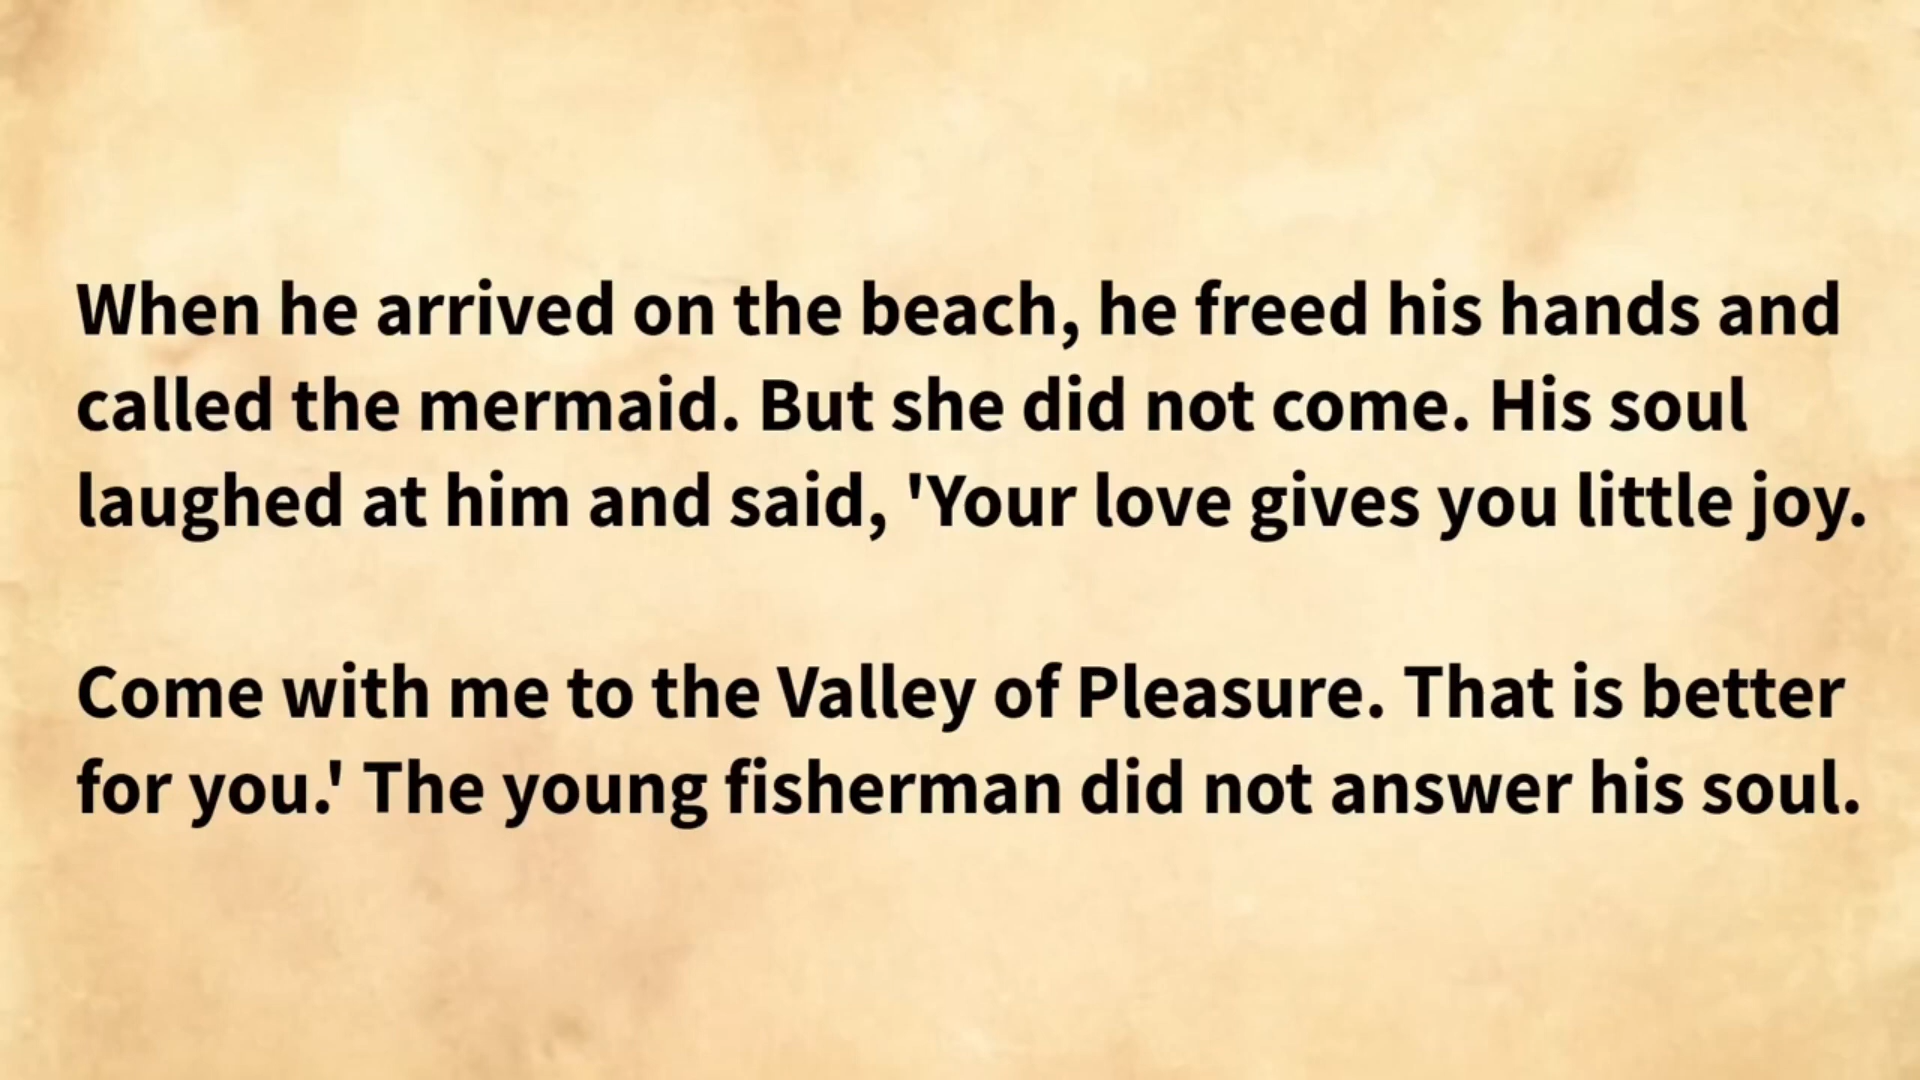 When he arrived on the beach, he freed his hands and
called the mermaid. But she did not come. His soul
laughed at him and said, 'Your love gives you little joy.
Come with me to the Valley of Pleasure. That is better
for you.' The young fisherman did not answer his soul.